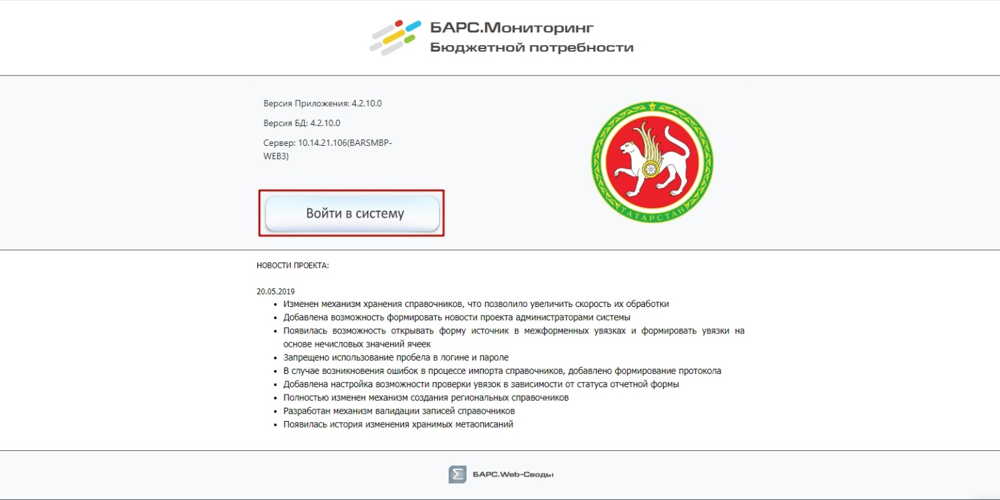 БАРС.Мониторинг
Бюджетной потребности
Версия Приложения: 4.2.10.0
Версия БД: 4.2.10.0
Сервер: 10.14.21.106(BARSMBP-
WEB3)
ТАТАРСТАН
Войти в систему
НОВОСТИ ПРОЕКТА:
20.05.2019
• Изменен механизм хранения справочников, что позволило увеличить скорость их обработки
• Добавлена возможность формировать новости проекта администраторами системы
• Появилась возможность открывать форму источник в межформенных увязках и формировать увязки на
основе нечисловых значений ячеек
• Запрещено использование пробела в логине и пароле
• В случае возникновения ошибок в процессе импорта справочников, добавлено формирование протокола
• Добавлена настройка возможности проверки увязок в зависимости от статуса отчетной формы
• Полностью изменен механизм создания региональных справочников
• Разработан механизм валидации записей справочников
• Появилась история изменения хранимых метаописаний
Σ БАРС.Web-Своды